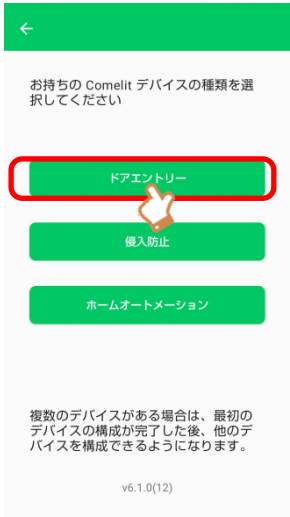 お持ちの Comelit デバイスの種類を選
択してください
ドアエントリー
侵入防止
ホームオートメーション
複数のデバイスがある場合は、最初の
デバイスの構成が完了した後、他のデ
バイスを構成できるようになります。
v6.1.0(12)